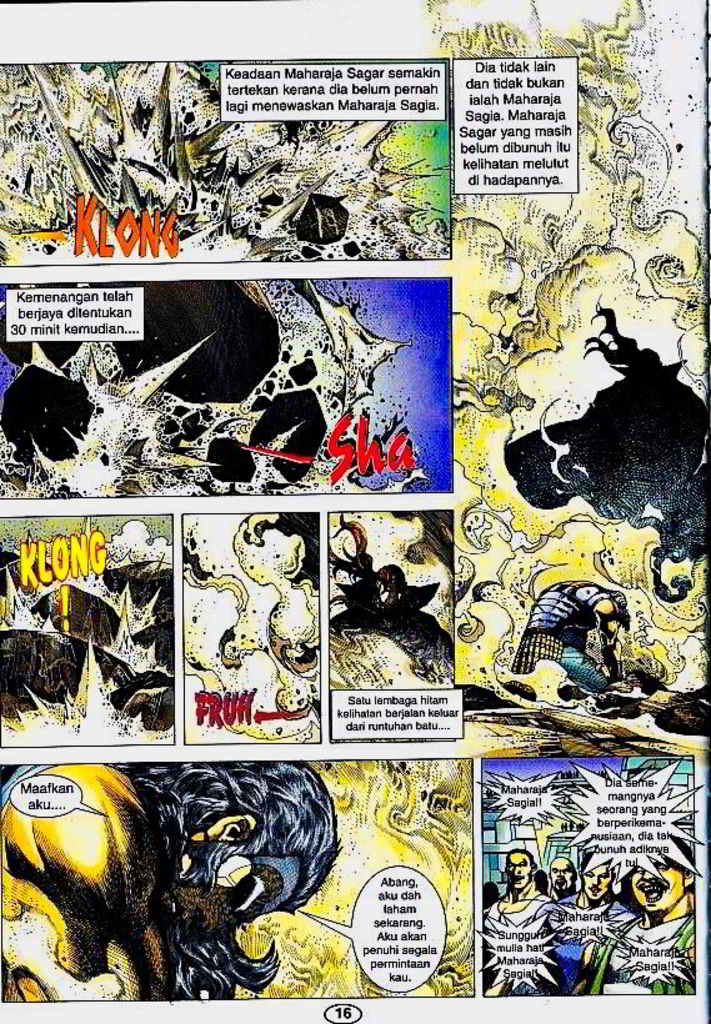 Keadaan Maharaja Sagar semakin
tertekan kerana dia belum pernah
lagi menewaskan Maharaja Sagia.
KLONG
Kemenangan telah
berjaya ditentukan
30 minit kemudian....
Sha
Dia tidak lain
dan tidak bukan
ialah Maharaja
Sagia. Maharaja
Sagar yang masih
belum dibunuh itu
kelihatan melutut
di hadapannya.
KLONG
!
FRUH
Satu lembaga hitam
kelihatan berjalan keluar
dari runtuhan batu....
Maafkan
aku....
Abang,
aku dah
faham
sekarang.
Aku akan
penuhi segala
permintaan
kau.
Maharaja
Sagia!!
Dia seme-
mangnya
seorang yang
berperikema-
nusiaan, dia tak
bunuh adiknya
tu!
Sungguh
mulia hati
Maharaja
Sagia!!
Maharaja
Sagia!!
Maharaja
Sagia!!
16